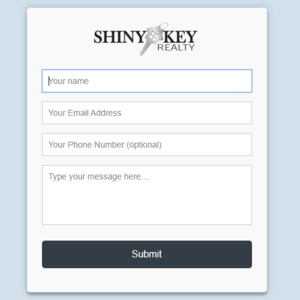 SHINY KEY
REALTY
Your name
Your Email Address
Your Phone Number (optional)
Type your message here....
Submit